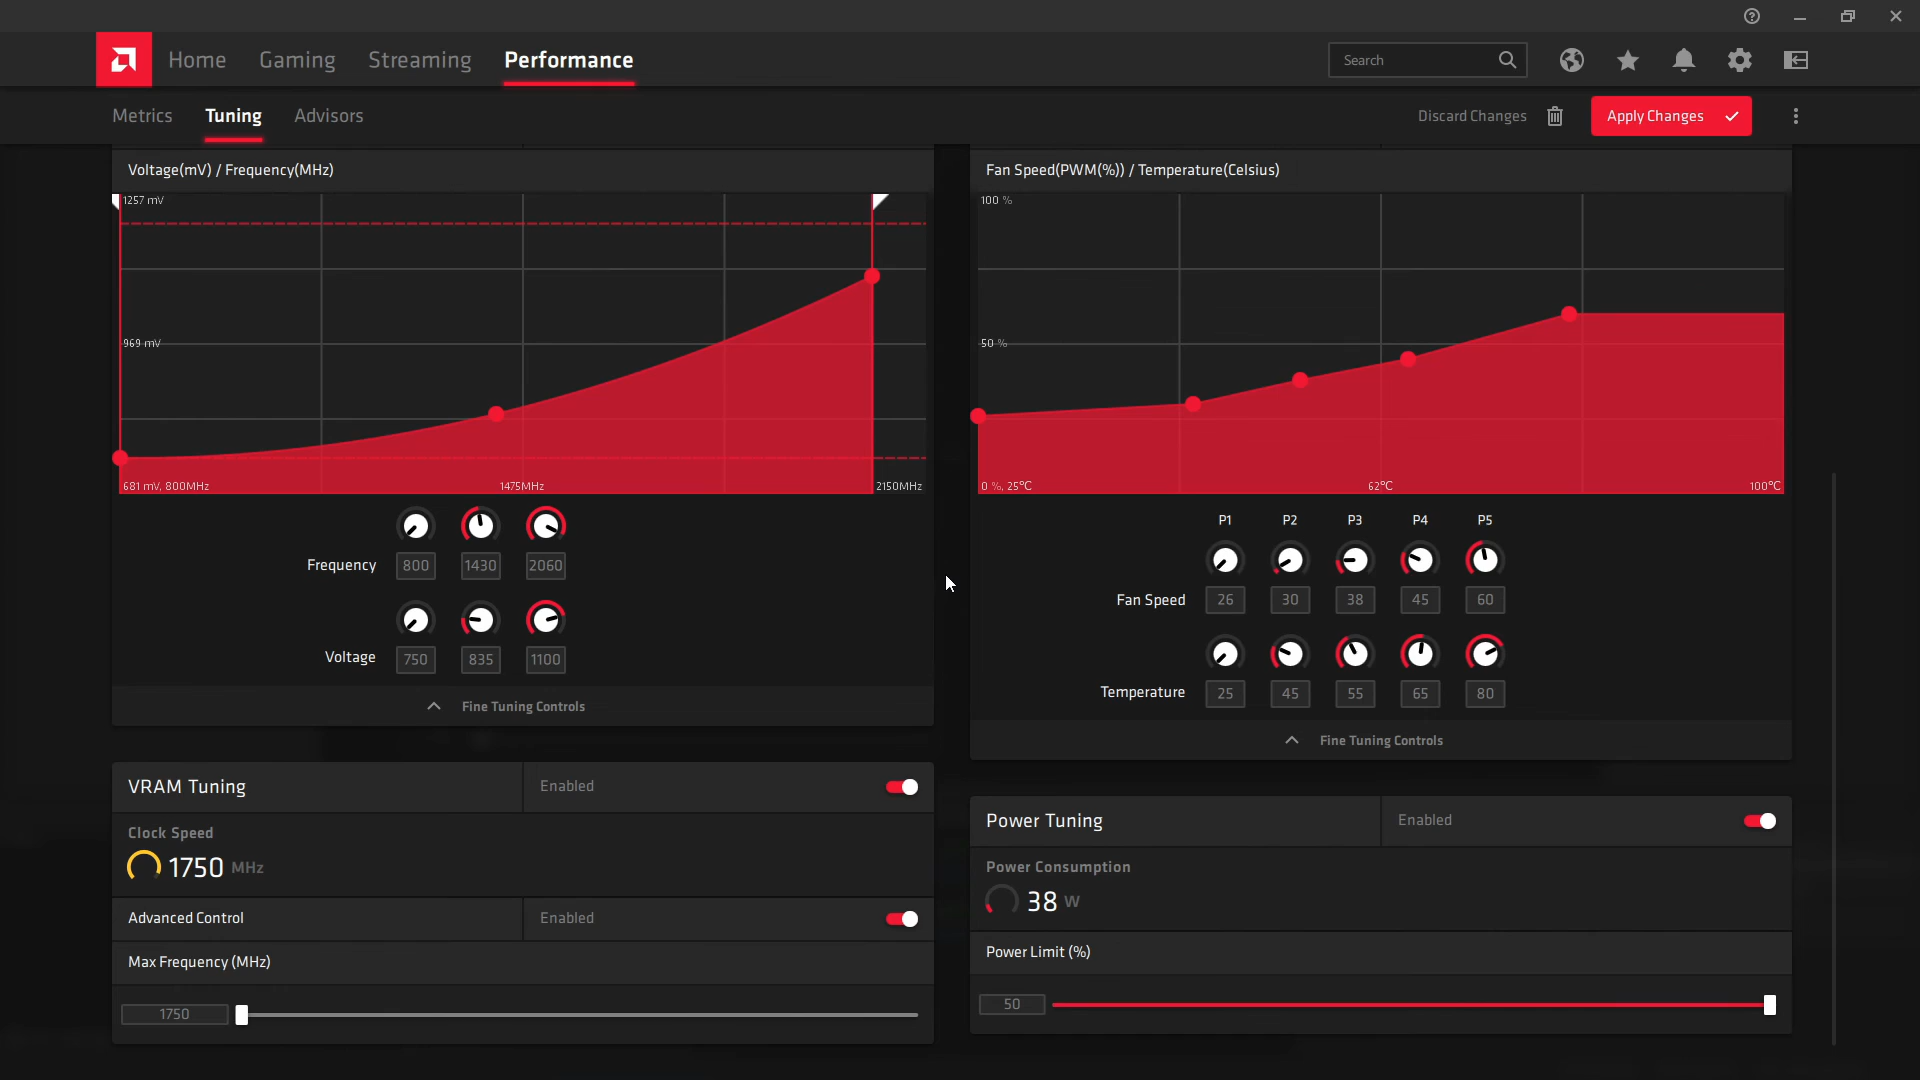 Home Gaming Streaming Performance
Search
Metrics Tuning Advisors
Discard Changes Apply Changes
Voltage(mV) / Frequency(MHz)
1257 mV
969 mV
681 mV, 800MHz 1475MHz 2150MHz
Frequency 800 1430 2060
Voltage 750 835 1100
Fine Tuning Controls
Fan Speed(PWM(%)) / Temperature(Celsius)
100 %
50 %
0 %, 25°C 62°C 100°C
P1 P2 P3 P4 P5
Fan Speed 26 30 38 45 60
Temperature 25 45 55 65 80
Fine Tuning Controls
VRAM Tuning Enabled
Clock Speed
1750 MHz
Advanced Control Enabled
Max Frequency (MHz)
1750
Power Tuning Enabled
Power Consumption
38 W
Power Limit (%)
50